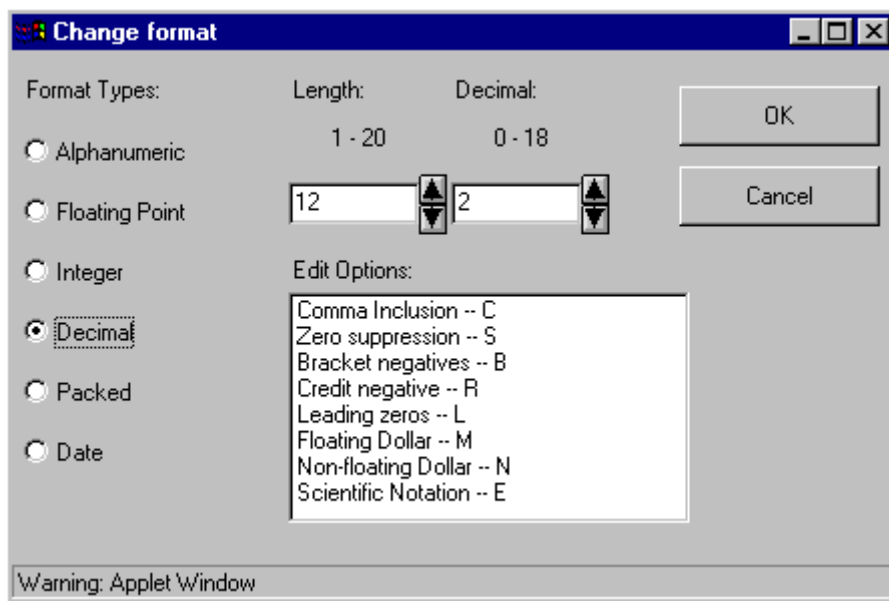 Change format
Format Types:
Length:
Decimal:
1 - 20
0 - 18
OK
Alphanumeric
12
2
Cancel
Floating Point
Integer
Edit Options:
Comma Inclusion -- C
Zero suppression -- S
Bracket negatives -- B
Credit negative -- R
Leading zeros -- L
Floating Dollar -- M
Non-floating Dollar -- N
Scientific Notation -- E
Decimal
Packed
Date
Warning: Applet Window